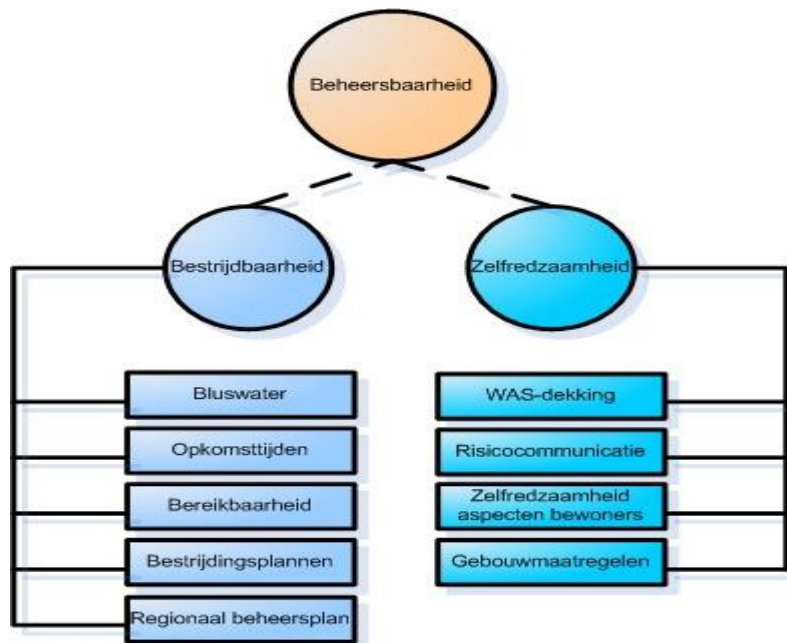 Beheersbaarheid
Bestrijdbaarheid
Zelfredzaamheid
Bluswater
Opkomsttijden
Bereikbaarheid
Bestrijdingsplannen
Regionaal beheersplan
WAS-dekking
Risicocommunicatie
Zelfredzaamheid
aspecten bewoners
Gebouwmaatregelen